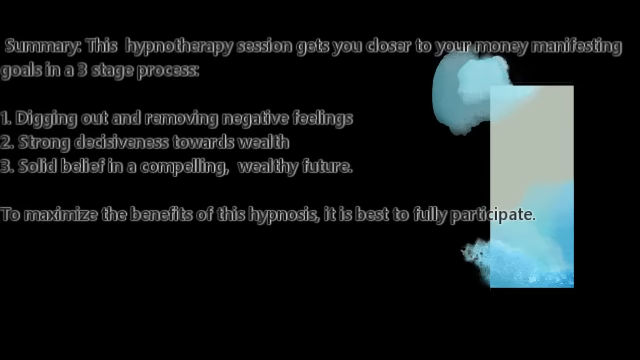 Summary: This hypnotherapy session gets you closer to your money manifesting
goals in a 3 stage process:
1. Digging out and removing negative feelings
2. Strong decisiveness towards wealth
3. Solid belief in a compelling, wealthy future.
To maximize the benefits of this hypnosis, it is best to fully participate.